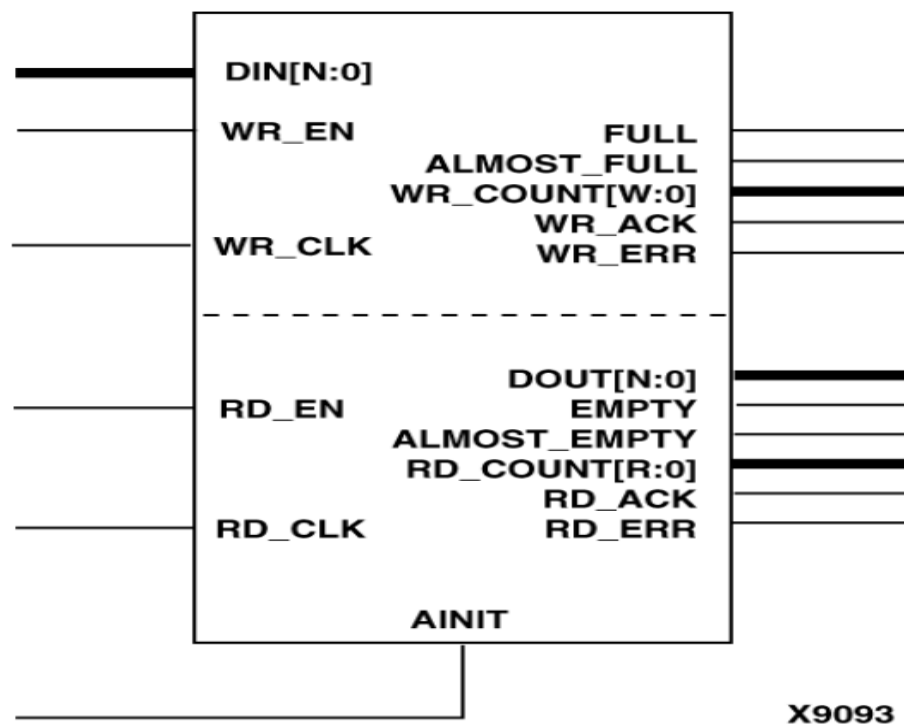 DIN[N:0]
WR_EN
FULL
ALMOST_FULL
WR_COUNT[W:0]
WR_ACK
WR_CLK
WR_ERR
DOUT[N:0]
RD_EN
EMPTY
ALMOST_EMPTY
RD_COUNT[R:0]
RD_ACK
RD_CLK
RD_ERR
AINIT
X9093